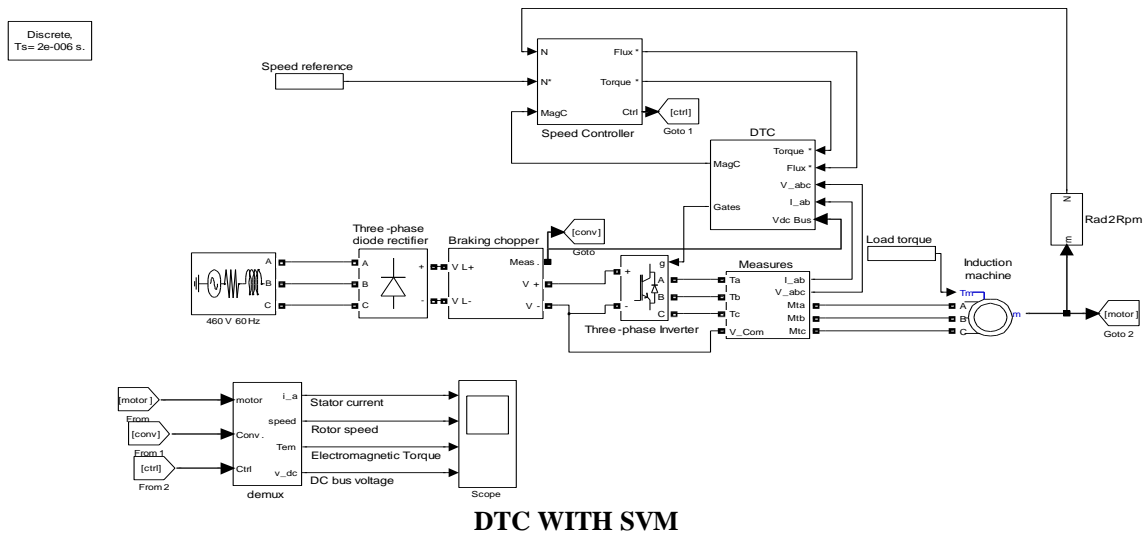 Discrete,
Ts= 2e-006 s.
Speed reference
N
N*
MagC
Flux *
Torque *
Ctrl
Speed Controller
[ctrl]
Goto 1
DTC
MagC
Gates
Torque *
Flux *
V_abc
I_ab
Vdc Bus
N
m
Rad2Rpm
A
B
C
460 V 60 Hz
Three -phase
diode rectifier
A
B
C
+
-
Braking chopper
V L+
V L-
Meas .
V +
V -
[conv]
Goto
+
-
g
A
B
C
Three -phase Inverter
Measures
Ta
Tb
Tc
V_Com
I_ab
V_abc
Mta
Mtb
Mtc
Load torque
Induction
machine
Tm
A
B
C
m
[motor]
Goto 2
[motor ]
From
[conv]
From 1
[ctrl]
From 2
motor
Conv .
Ctrl
i_a
speed
Tem
v_dc
demux
Stator current
Rotor speed
Electromagnetic Torque
DC bus voltage
Scope
DTC WITH SVM